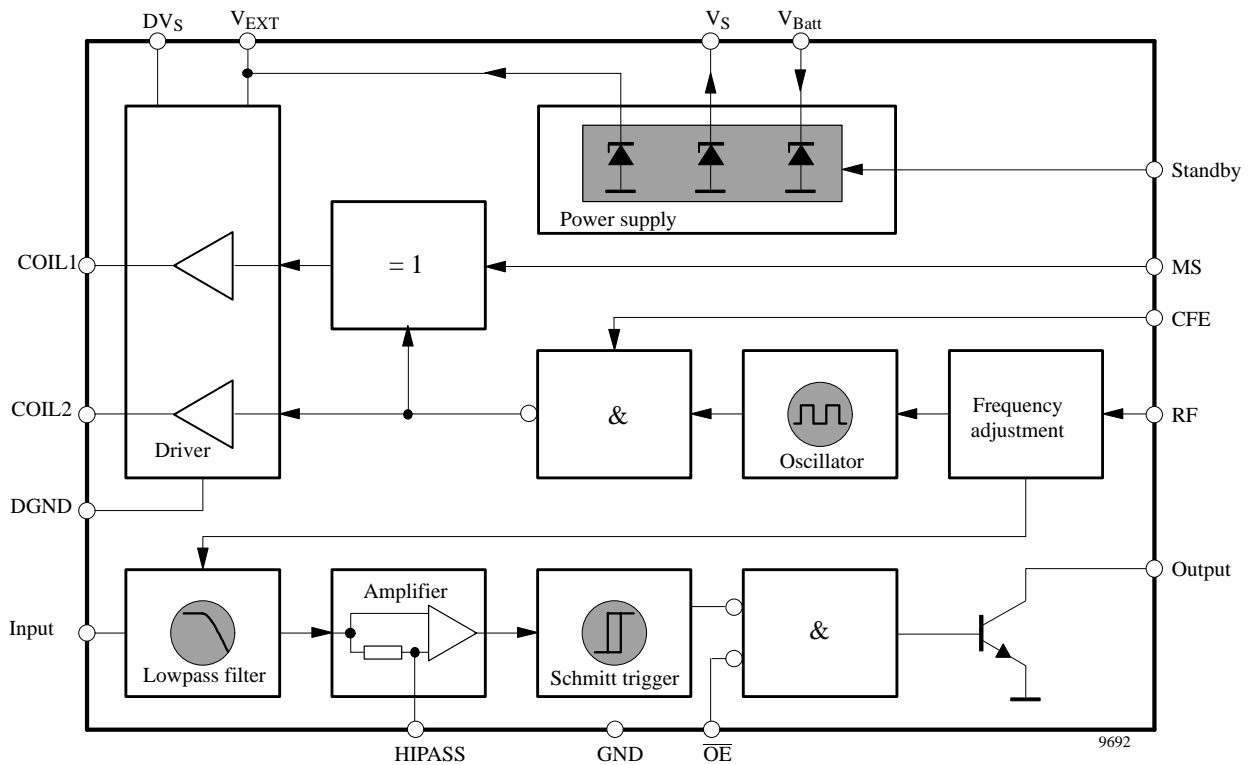 DVS VEXT VS VBatt
Standby
Power supply
COIL1
= 1
MS
CFE
COIL2
&
Frequency
adjustment
RF
Driver
Oscillator
DGND
Output
Amplifier
Input
&
Lowpass filter
Schmitt trigger
HIPASS GND O̅E̅
9692